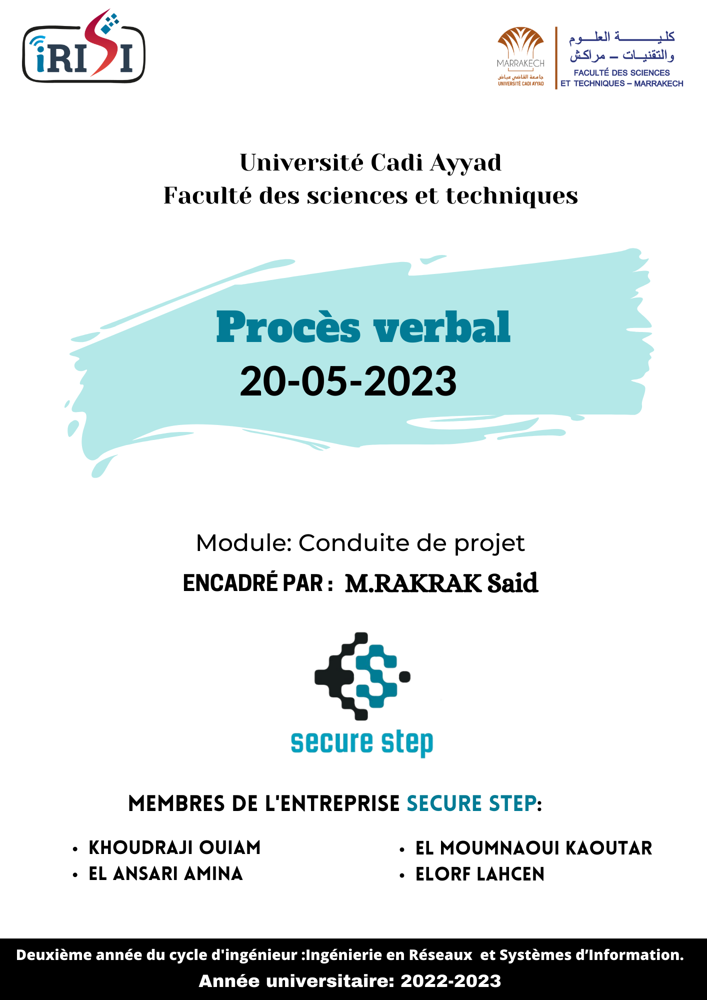 iRISI
MARRAKECH
جامعة القاضي عياض
UNIVERSITÉ CADI AYYAD
كليـــــــــــة العلـــوم
والتقنيـات – مراكش
FACULTÉ DES SCIENCES
ET TECHNIQUES – MARRAKECH
Université Cadi Ayyad
Faculté des sciences et techniques
Procès verbal
20-05-2023
Module: Conduite de projet
ENCADRÉ PAR : M.RAKRAK Said
secure step
MEMBRES DE L'ENTREPRISE SECURE STEP:
• KHOUDRAJI OUIAM
• EL ANSARI AMINA
• EL MOUMNAOUI KAOUTAR
• ELORF LAHCEN
Deuxième année du cycle d'ingénieur :Ingénierie en Réseaux et Systèmes d’Information.
Année universitaire: 2022-2023